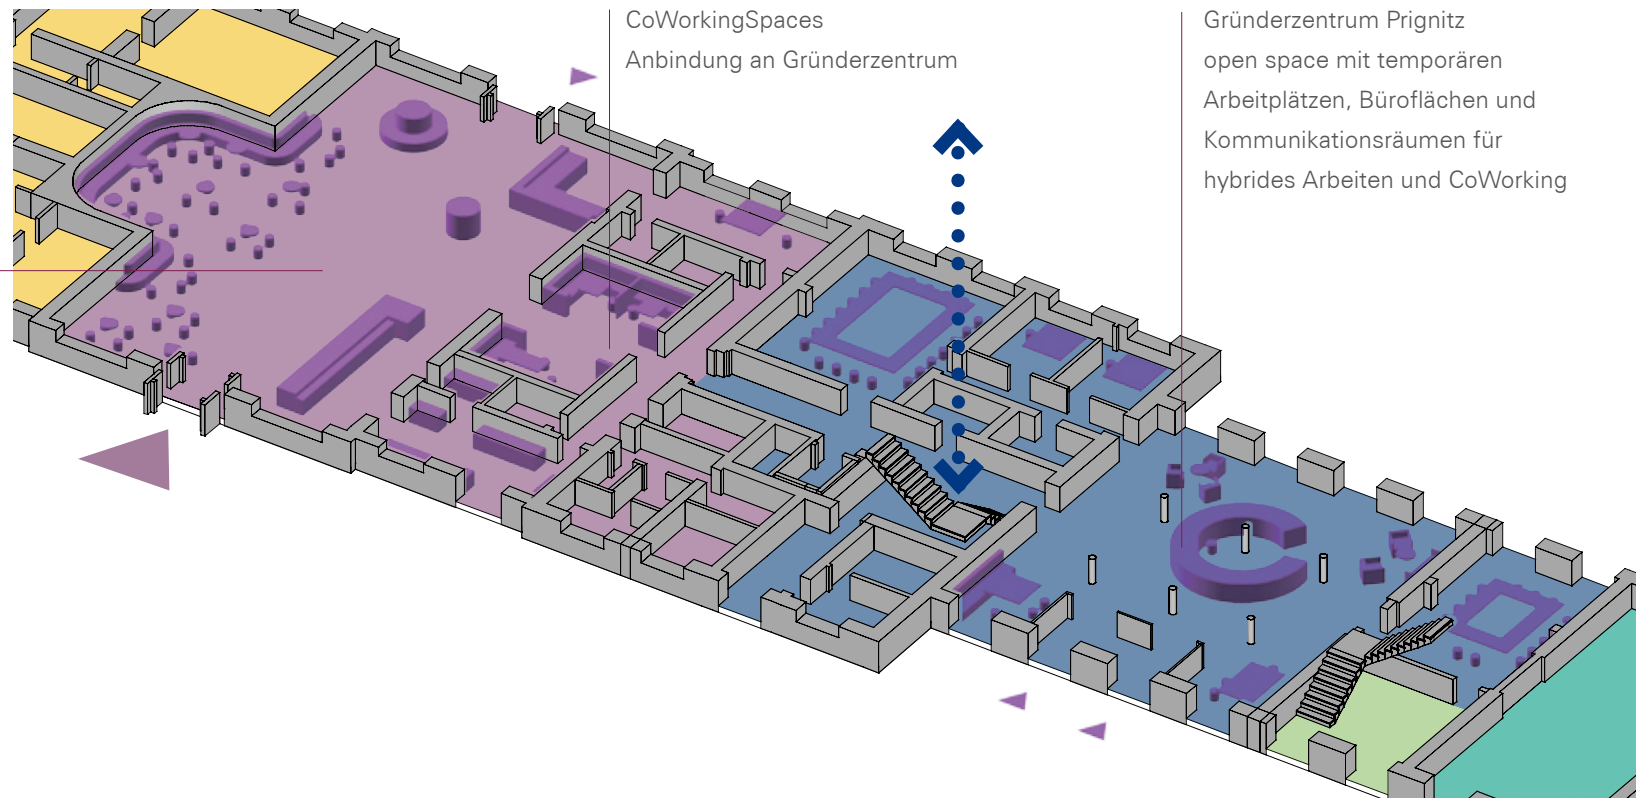 CoWorkingSpaces
Anbindung an Gründerzentrum
Gründerzentrum Prignitz
open space mit temporären
Arbeitplätzen, Büroflächen und
Kommunikationsräumen für
hybrides Arbeiten und CoWorking